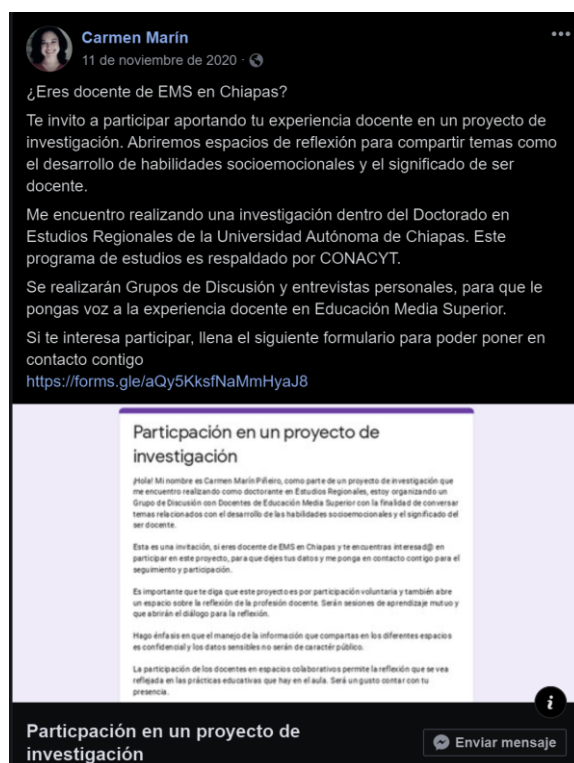 Carmen Marín
11 de noviembre de 2020 ·
¿Eres docente de EMS en Chiapas?
Te invito a participar aportando tu experiencia docente en un proyecto de
investigación. Abriremos espacios de reflexión para compartir temas como
el desarrollo de habilidades socioemocionales y el significado de ser
docente.
Me encuentro realizando una investigación dentro del Doctorado en
Estudios Regionales de la Universidad Autónoma de Chiapas. Este
programa de estudios es respaldado por CONACYT.
Se realizarán Grupos de Discusión y entrevistas personales, para que le
pongas voz a la experiencia docente en Educación Media Superior.
Si te interesa participar, llena el siguiente formulario para poder poner en
contacto contigo
https://forms.gle/aQy5KksfNaMmHyaJ8
Particpación en un proyecto de
investigación
¡Hola! Mi nombre es Carmen Marín Piñeiro, como parte de un proyecto de investigación que
me encuentro realizando como doctorante en Estudios Regionales, estoy organizando un
Grupo de Discusión con Docentes de Educación Media Superior con la finalidad de conversar
temas relacionados con el desarrollo de las habilidades socioemocionales y el significado del
ser docente.
Esta es una invitación, si eres docente de EMS en Chiapas y te encuentras interesad@ en
participar en este proyecto, para que dejes tus datos y me ponga en contacto contigo para el
seguimiento y participación.
Es importante que te diga que este proyecto es por participación voluntaria y también abre
un espacio sobre la reflexión de la profesión docente. Serán sesiones de aprendizaje mutuo y
que abrirán el diálogo para la reflexión.
Hago énfasis en que el manejo de la información que compartas en los diferentes espacios
es confidencial y los datos sensibles no serán de caractér público.
La participación de los docentes en espacios colaborativos permite la reflexión que se vea
reflejada en las prácticas educativas que hay en el aula. Será un gusto contar con tu
presencia.
Particpación en un proyecto de
investigación
Enviar mensaje